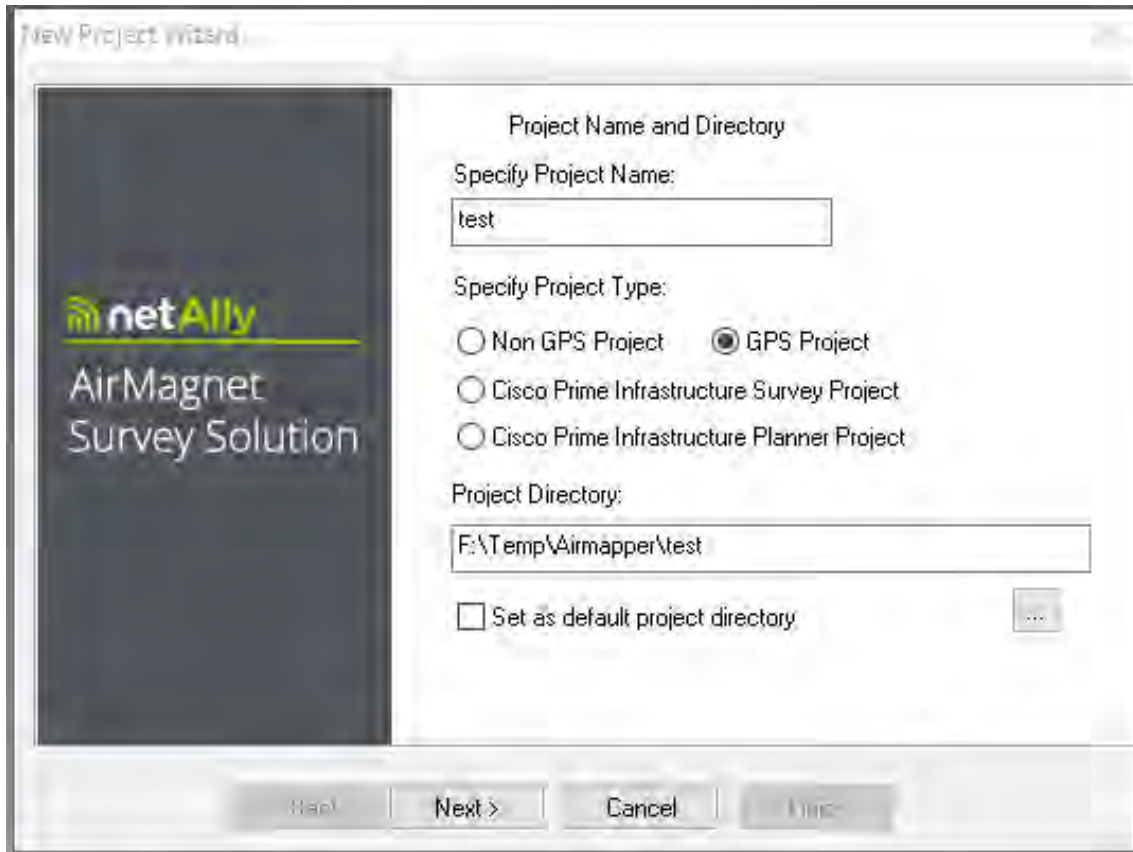 New Project Wizard...
netAlly
AirMagnet
Survey Solution
Project Name and Directory
Specify Project Name:
test
Specify Project Type:
Non GPS Project
GPS Project
Cisco Prime Infrastructure Survey Project
Cisco Prime Infrastructure Planner Project
Project Directory:
F:\Temp\Airmapper\test
Set as default project directory
...
Next >
Cancel